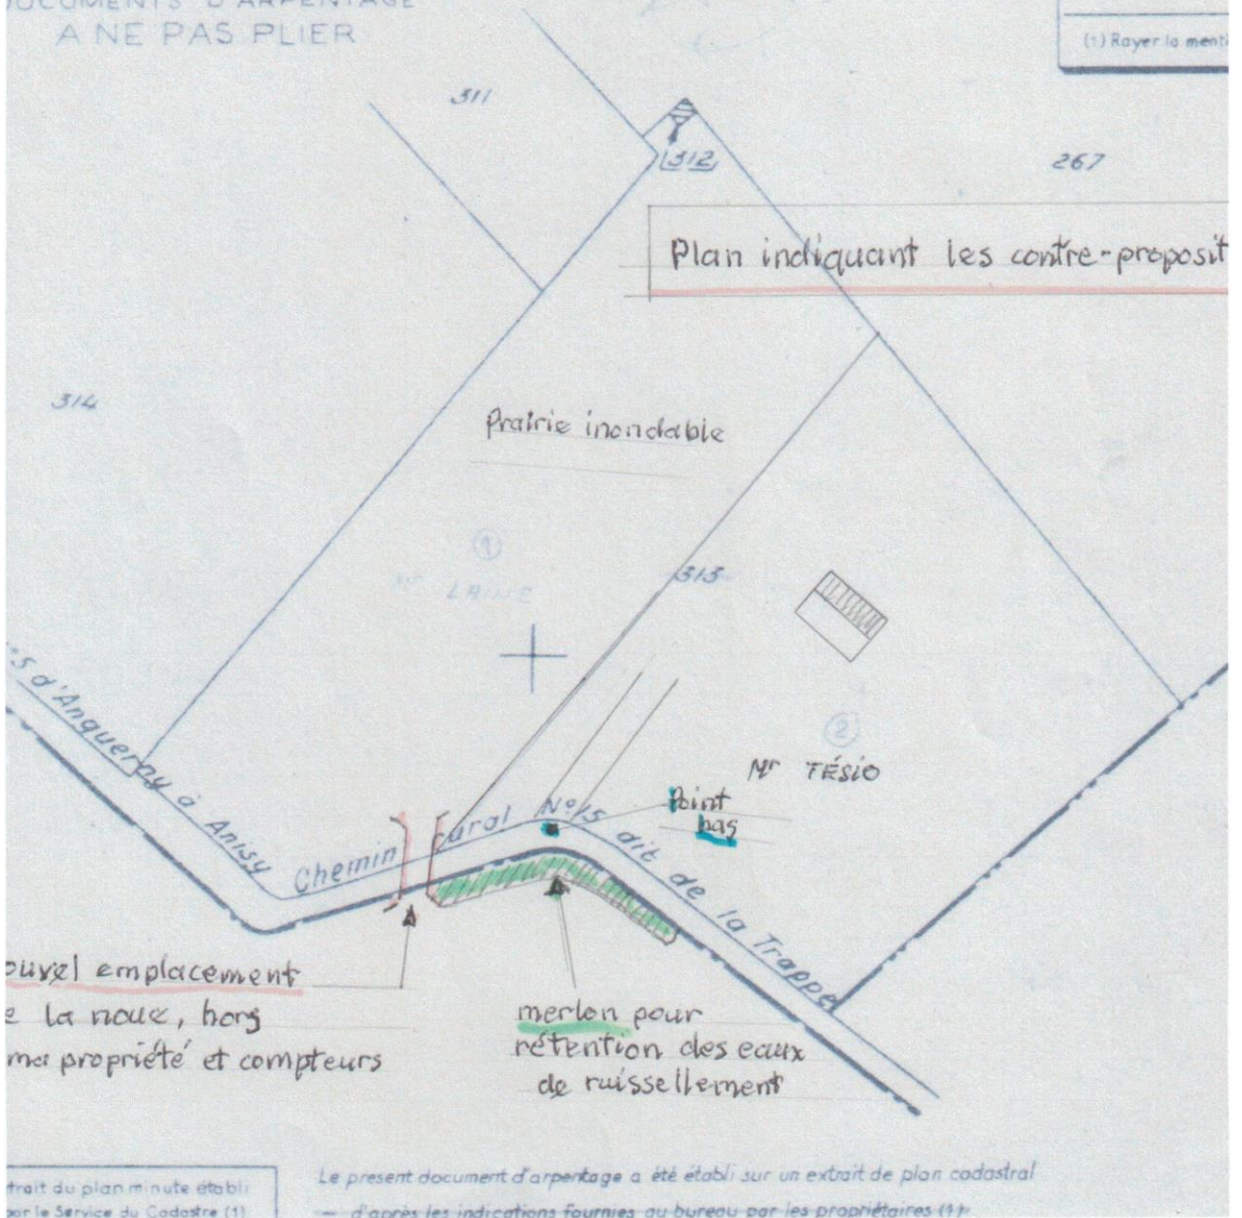 DOCUMENTS D'ARPENTAGE
A NE PAS PLIER
(1) Rayer la menti
311
312
267
Plan indiquant les contre-proposit
314
Prairie inondable
1
Mr LAINE
313
2
Mr TÉSIO
Point
bas
s d'Anguerny à Anisy
Chemin rural N°15 dit de la Trappe
ouvel emplacement
e la noue, hors
ma propriété et compteurs
merlon pour
rétention des eaux
de ruissellement
trait du plan minute établi
par le Service du Cadastre (1)
Le present document d'arpentage a été établi sur un extrait de plan cadastral
— d'après les indications fournies au bureau par les propriétaires (1)